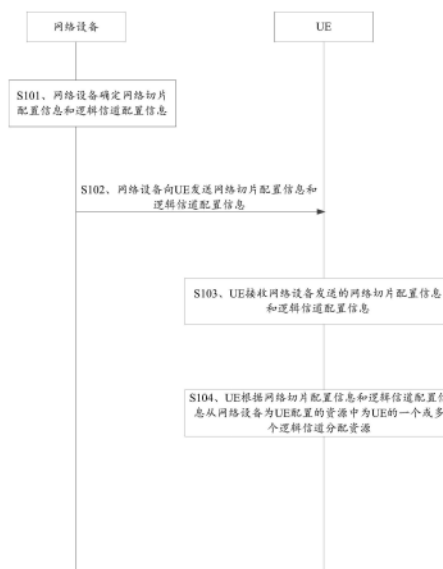 网络设备
UE
S101、网络设备确定网络切片
配置信息和逻辑信道配置信息
S102、网络设备向UE发送网络切片配置信息和
逻辑信道配置信息
S103、UE接收网络设备发送的网络切片配置信息
和逻辑信道配置信息
S104、UE根据网络切片配置信息和逻辑信道配置信
息从网络设备为UE配置的资源中为UE的一个或多
个逻辑信道分配资源